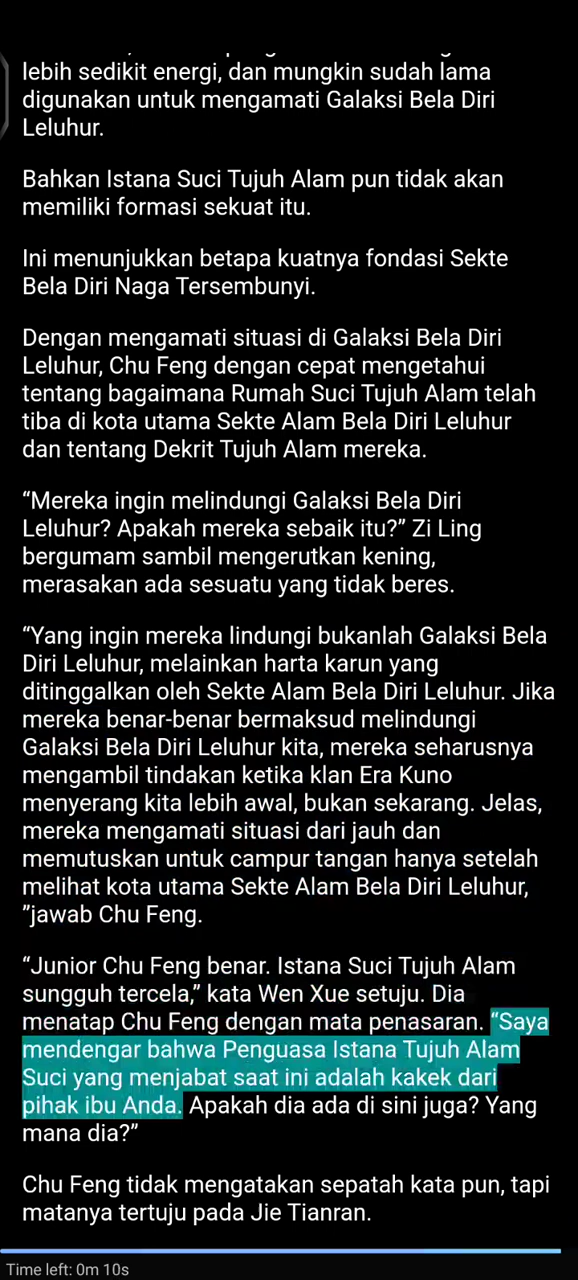 lebih sedikit energi, dan mungkin sudah lama
digunakan untuk mengamati Galaksi Bela Diri
Leluhur.
Bahkan Istana Suci Tujuh Alam pun tidak akan
memiliki formasi sekuat itu.
Ini menunjukkan betapa kuatnya fondasi Sekte
Bela Diri Naga Tersembunyi.
Dengan mengamati situasi di Galaksi Bela Diri
Leluhur, Chu Feng dengan cepat mengetahui
tentang bagaimana Rumah Suci Tujuh Alam telah
tiba di kota utama Sekte Alam Bela Diri Leluhur
dan tentang Dekrit Tujuh Alam mereka.
“Mereka ingin melindungi Galaksi Bela Diri
Leluhur? Apakah mereka sebaik itu?” Zi Ling
bergumam sambil mengerutkan kening,
merasakan ada sesuatu yang tidak beres.
“Yang ingin mereka lindungi bukanlah Galaksi Bela
Diri Leluhur, melainkan harta karun yang
ditinggalkan oleh Sekte Alam Bela Diri Leluhur. Jika
mereka benar-benar bermaksud melindungi
Galaksi Bela Diri Leluhur kita, mereka seharusnya
mengambil tindakan ketika klan Era Kuno
menyerang kita lebih awal, bukan sekarang. Jelas,
mereka mengamati situasi dari jauh dan
memutuskan untuk campur tangan hanya setelah
melihat kota utama Sekte Alam Bela Diri Leluhur,
”jawab Chu Feng.
“Junior Chu Feng benar. Istana Suci Tujuh Alam
sungguh tercela,” kata Wen Xue setuju. Dia
menatap Chu Feng dengan mata penasaran. “Saya
mendengar bahwa Penguasa Istana Tujuh Alam
Suci yang menjabat saat ini adalah kakek dari
pihak ibu Anda. Apakah dia ada di sini juga? Yang
mana dia?”
Chu Feng tidak mengatakan sepatah kata pun, tapi
matanya tertuju pada Jie Tianran.
Time left: 0m 10s